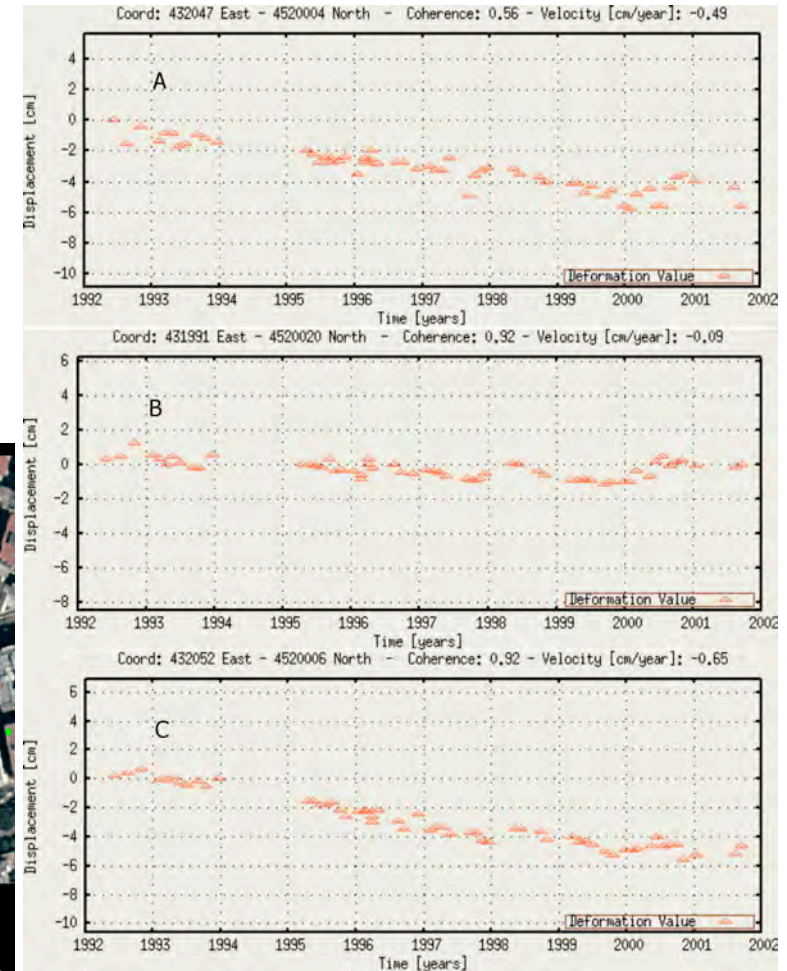 Coord: 432047 East - 4520004 North - Coherence: 0.56 - Velocity [cm/year]: -0.49
A
Displacement [cm]
4
2
0
-2
-4
-6
-8
-10
Deformation Value
1992 1993 1994 1995 1996 1997 1998 1999 2000 2001 2002
Time [years]
Coord: 431991 East - 4520020 North - Coherence: 0.92 - Velocity [cm/year]: -0.09
B
Displacement [cm]
6
4
2
0
-2
-4
-6
-8
Deformation Value
1992 1993 1994 1995 1996 1997 1998 1999 2000 2001 2002
Time [years]
Coord: 432052 East - 4520006 North - Coherence: 0.92 - Velocity [cm/year]: -0.65
C
Displacement [cm]
6
4
2
0
-2
-4
-6
-8
-10
Deformation Value
1992 1993 1994 1995 1996 1997 1998 1999 2000 2001 2002
Time [years]